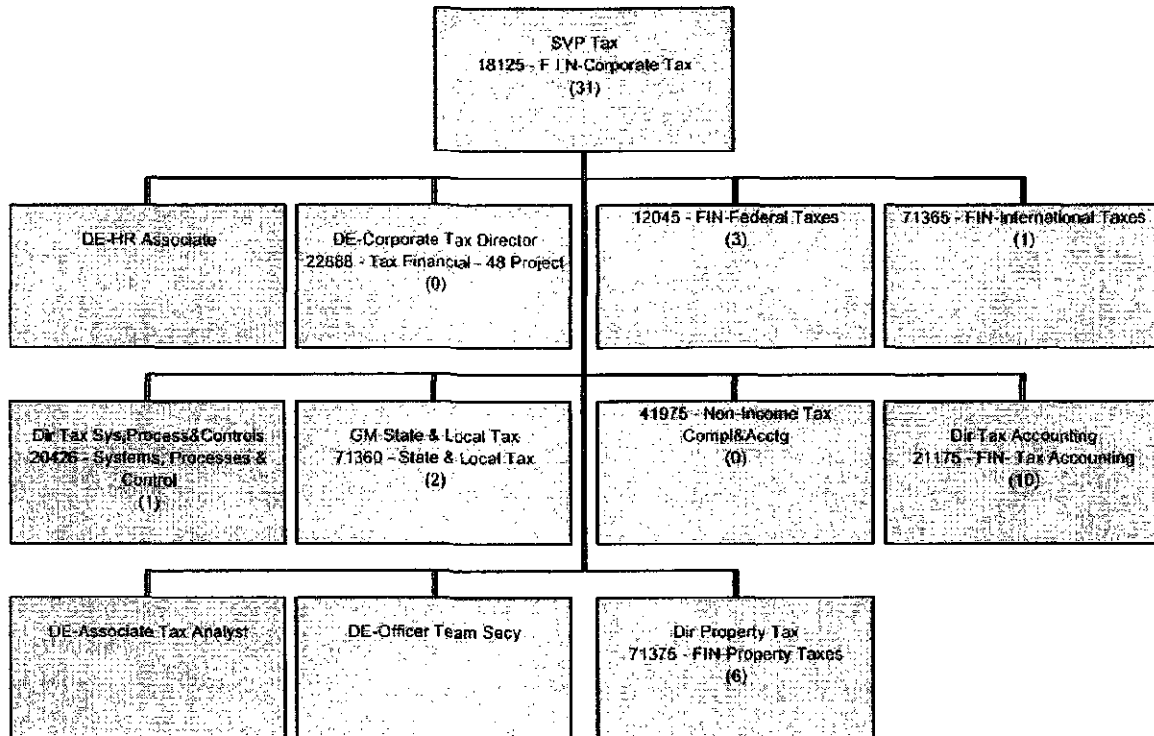 SVP Tax
18125 - F I N-Corporate Tax
(31)
DE-HR Associate
DE-Corporate Tax Director
22888 - Tax Financial - 48 Project
(0)
12045 - FIN-Federal Taxes
(3)
71365 - FIN-International Taxes
(1)
Dir Tax Sys,Process&Controls
20426 - Systems, Processes &
Control
(1)
GM-State & Local Tax
71360 - State & Local Tax
(2)
41975 - Non-Income Tax
Compl&Acctg
(0)
Dir Tax Accounting
21175 - FIN- Tax Accounting
(10)
DE-Associate Tax Analyst
DE-Officer Team Secy
Dir Property Tax
71375 - FIN-Property Taxes
(6)